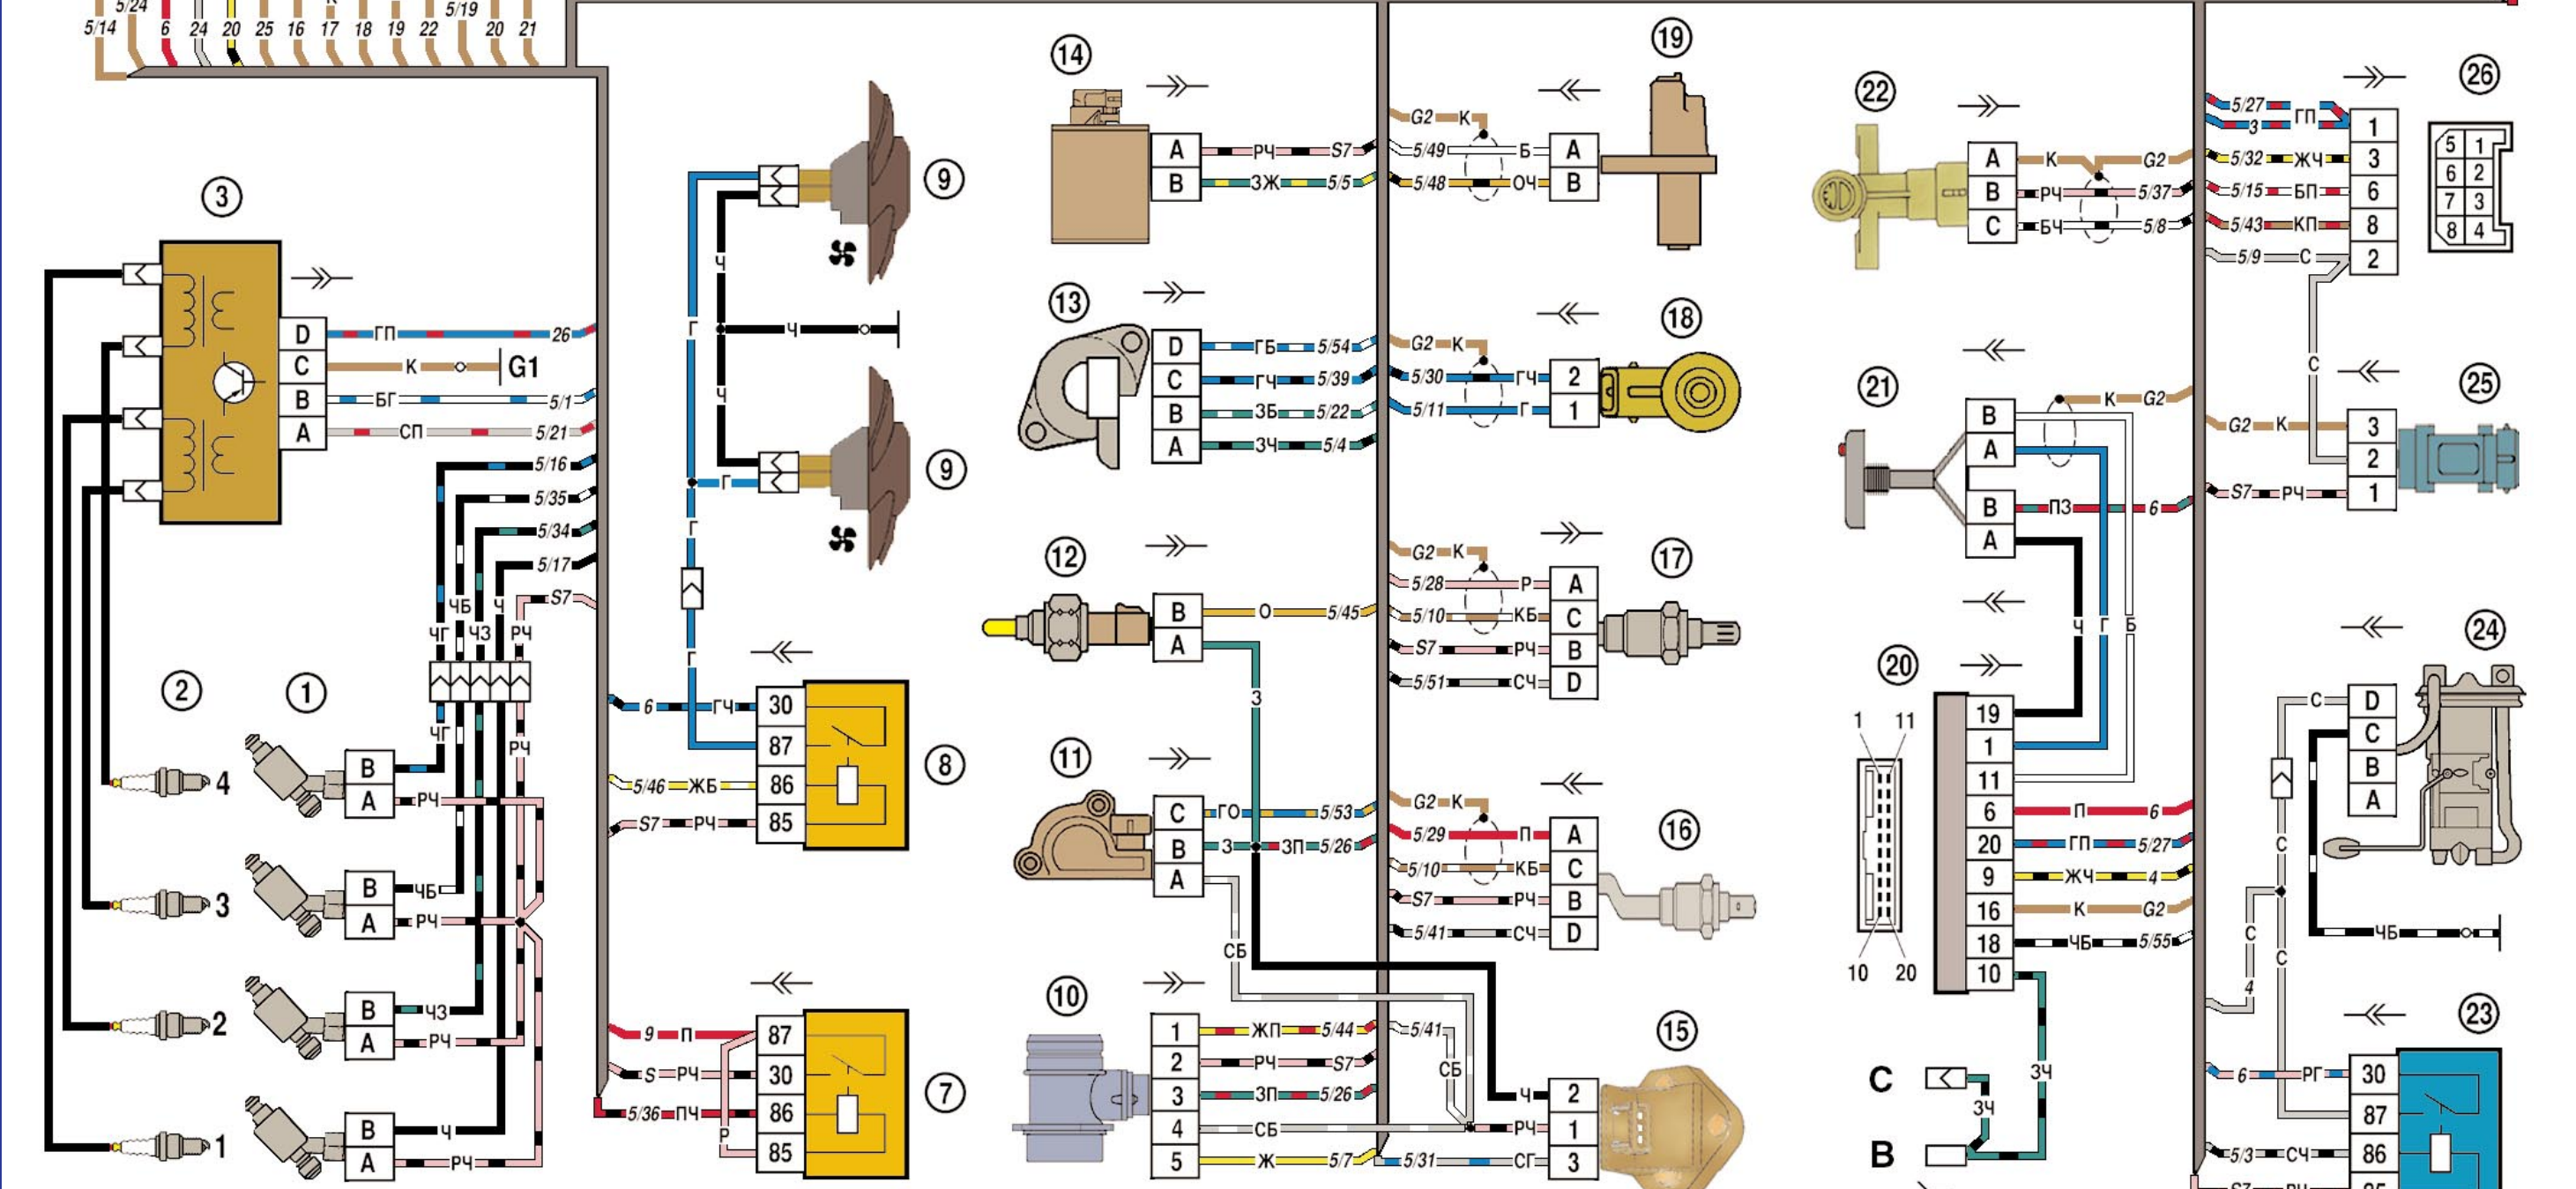 5/24
5/19
5/14 6 24 20 25 16 17 18 19 22 20 21
3
D ГП 26
C К G1
B БГ 5/1
A СП 5/21
5/16
5/35
5/34
5/17
S7
ЧБ Ч
ЧГ ЧЗ РЧ
ЧГ РЧ
2 1
4
B
A РЧ
3
B ЧБ
A РЧ
2
B ЧЗ
A РЧ
1
B Ч
A РЧ
9
Ч
Г Ч
Ч
9
Г
Г
Г
8
6 ГЧ 30
87
5/46 ЖБ 86
S7 РЧ 85
7
9 П 87
S РЧ 30
5/36 ПЧ 86
Р 85
14
A РЧ S7
B ЗЖ 5/5
13
D ГБ 5/54
C ГЧ 5/39
B ЗБ 5/22
A ЗЧ 5/4
12
B О 5/45
A
З
11
C ГО 5/53
B З ЗП 5/26
A
СБ
10
1 ЖП 5/44
2 РЧ S7
3 ЗП 5/26
4 СБ
5 Ж 5/7
19
G2 К
5/49 Б A
5/48 ОЧ B
18
G2 К
5/30 ГЧ 2
5/11 Г 1
17
G2 К
5/28 Р A
5/10 КБ C
S7 РЧ B
5/51 СЧ D
16
G2 К
5/29 П A
5/10 КБ C
S7 РЧ B
5/41 СЧ D
15
5/41
СБ
Ч 2
РЧ 1
5/31 СГ 3
22
A К G2
B РЧ 5/37
C БЧ 5/8
21
К G2
B
A
B ПЗ 6
A
Ч Г Б
20
1 11
10 20
19
1
11
6 П 6
20 ГП 5/27
9 ЖЧ 4
16 К G2
18 ЧБ 5/55
10
ЗЧ
C
ЗЧ
B
26
5/27 ГП 1
3
5/32 ЖЧ 3
5/15 БП 6
5/43 КП 8
5/9 С 2
5 1
6 2
7 3
8 4
С
25
G2 К 3
2
S7 РЧ 1
24
С D
C
B
A
С
С
С
ЧБ
4
23
6 РГ 30
87
5/3 СЧ 86